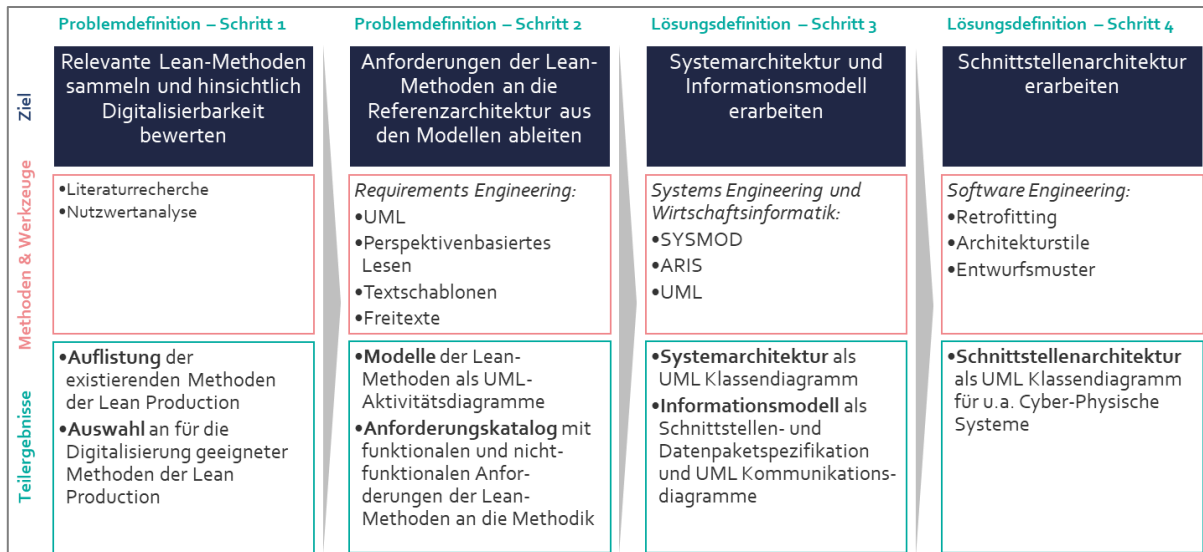 Problemdefinition – Schritt 1
Problemdefinition – Schritt 2
Lösungsdefinition – Schritt 3
Lösungsdefinition – Schritt 4
Ziel
Relevante Lean-Methoden
sammeln und hinsichtlich
Digitalisierbarkeit
bewerten
Anforderungen der Lean-
Methoden an die
Referenzarchitektur aus
den Modellen ableiten
Systemarchitektur und
Informationsmodell
erarbeiten
Schnittstellenarchitektur
erarbeiten
Methoden & Werkzeuge
•Literaturrecherche
•Nutzwertanalyse
Requirements Engineering:
•UML
•Perspektivenbasiertes
Lesen
•Textschablonen
•Freitexte
Systems Engineering und
Wirtschaftsinformatik:
•SYSMOD
•ARIS
•UML
Software Engineering:
•Retrofitting
•Architekturstile
•Entwurfsmuster
Teilergebnisse
•Auflistung der
existierenden Methoden
der Lean Production
•Auswahl an für die
Digitalisierung geeigneter
Methoden der Lean
Production
•Modelle der Lean-
Methoden als UML-
Aktivitätsdiagramme
•Anforderungskatalog mit
funktionalen und nicht-
funktionalen Anfor-
derungen der Lean-
Methoden an die Methodik
•Systemarchitektur als
UML Klassendiagramm
•Informationsmodell als
Schnittstellen- und
Datenpaketspezifikation
und UML Kommunikations-
diagramme
•Schnittstellenarchitektur
als UML Klassendiagramm
für u.a. Cyber-Physische
Systeme